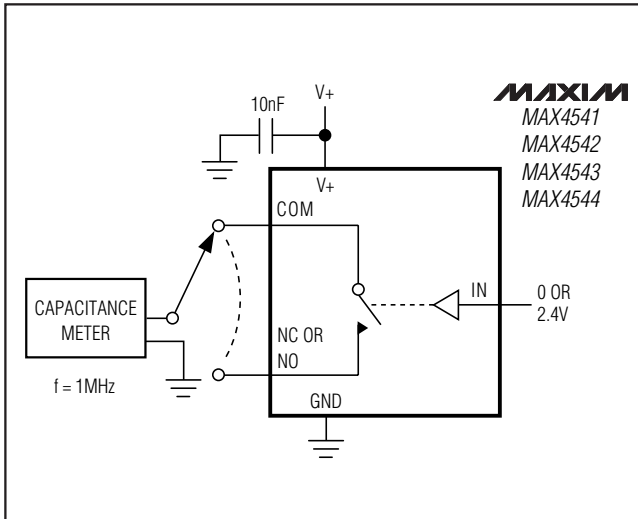 10nF
V+
MAXIM
MAX4541
MAX4542
MAX4543
MAX4544
V+
COM
CAPACITANCE
METER
IN
0 OR
2.4V
NC OR
NO
f = 1MHz
GND